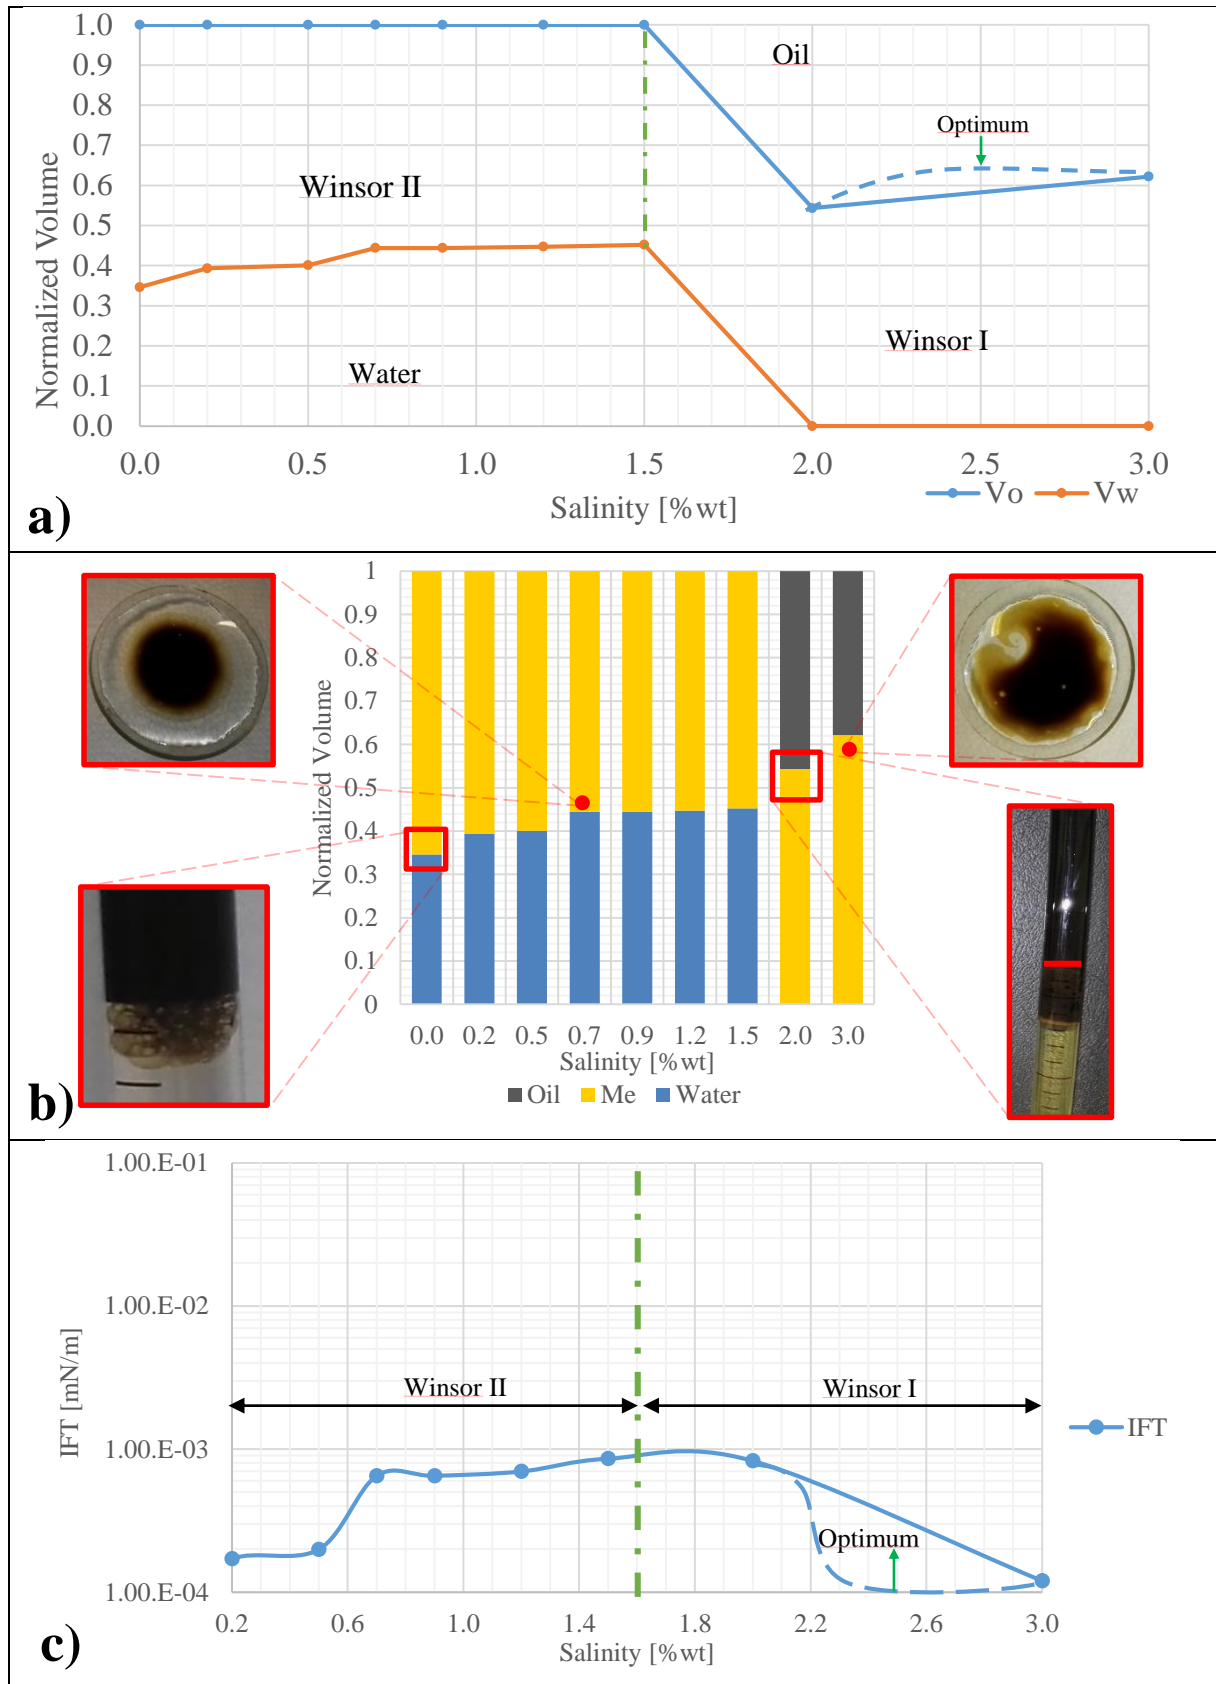 1.0
0.9
0.8
0.7
0.6
0.5
0.4
0.3
0.2
0.1
0.0
Normalized Volume
Oil
Optimum
Winsor II
Winsor I
Water
0.0 0.5 1.0 1.5 2.0 2.5 3.0
Salinity [%wt]
Vo Vw
a)
1
0.9
0.8
0.7
0.6
0.5
0.4
0.3
0.2
0.1
0
Normalized Volume
0.0 0.2 0.5 0.7 0.9 1.2 1.5 2.0 3.0
Salinity [%wt]
Oil Me Water
b)
1.00.E-01
1.00.E-02
1.00.E-03
1.00.E-04
IFT [mN/m]
Winsor II
Winsor I
IFT
Optimum
0.2 0.6 1.0 1.4 1.8 2.2 2.6 3.0
Salinity [%wt]
c)